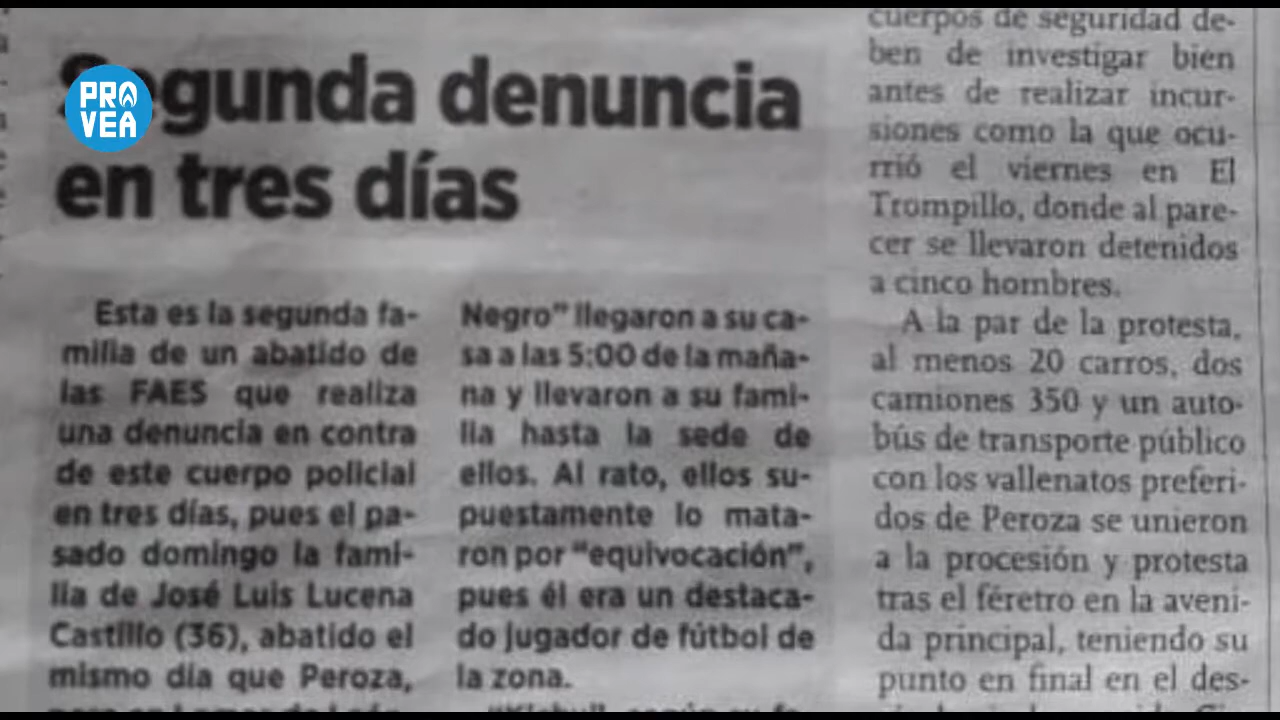 PRO
VEA
Segunda denuncia
en tres días
Esta es la segunda fa-
milia de un abatido de
las FAES que realiza
una denuncia en contra
de este cuerpo policial
en tres días, pues el pa-
sado domingo la fami-
lia de José Luis Lucena
Castillo (36), abatido el
mismo día que Peroza,
Negro" llegaron a su ca-
sa a las 5:00 de la maña-
na y llevaron a su fami-
lia hasta la sede de
ellos. Al rato, ellos su-
puestamente lo mata-
ron por "equivocación",
pues él era un destaca-
do jugador de fútbol de
la zona.
cuerpos de seguridad de-
ben de investigar bien
antes de realizar incur-
siones como la que ocu-
rrió el viernes en El
Trompillo, donde al pare-
cer se llevaron detenidos
a cinco hombres.
A la par de la protesta,
al menos 20 carros, dos
camiones 350 y un auto-
bús de transporte público
con los vallenatos preferi-
dos de Peroza se unieron
a la procesión y protesta
tras el féretro en la aveni-
da principal, teniendo su
punto en final en el des-